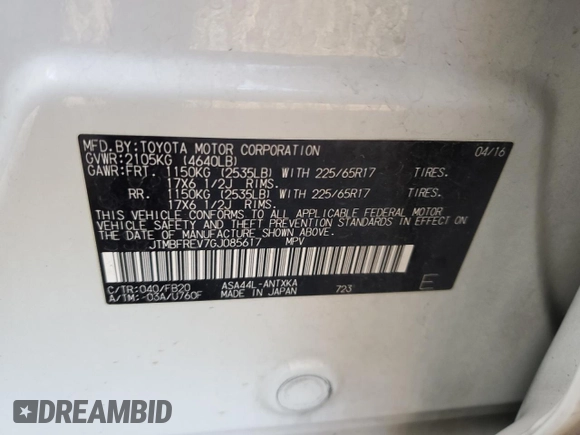 MFD.BY:TOYOTA MOTOR CORPORATION 04/16
GVWR:2105KG (4640LB)
GAWR:FRT. 1150KG (2535LB) WITH 225/65R17 TIRES.
17X6 1/2J RIMS.
RR. 1150KG (2535LB) WITH 225/65R17 TIRES.
17X6 1/2J RIMS.
THIS VEHICLE CONFORMS TO ALL APPLICABLE FEDERAL MOTOR
VEHICLE SAFETY AND THEFT PREVENTION STANDARDS IN EFFECT ON
THE DATE OF MANUFACTURE SHOWN ABOVE.
JTMBFREV7GJ085617 MPV
C/TR:040/FB20 ASA44L-ANTXKA
A/TM:-03A/U760F MADE IN JAPAN 723 E
DREAMBID